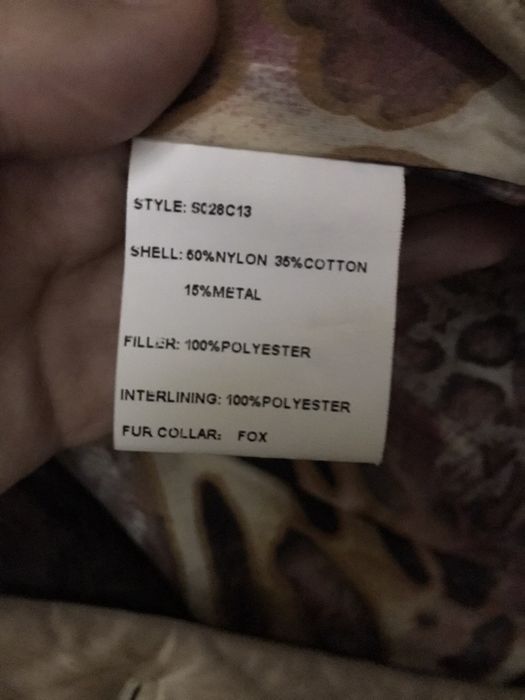 STYLE: S028C13
SHELL: 50%NYLON 35%COTTON
15%METAL
FILLER: 100%POLYESTER
INTERLINING: 100%POLYESTER
FUR COLLAR: FOX